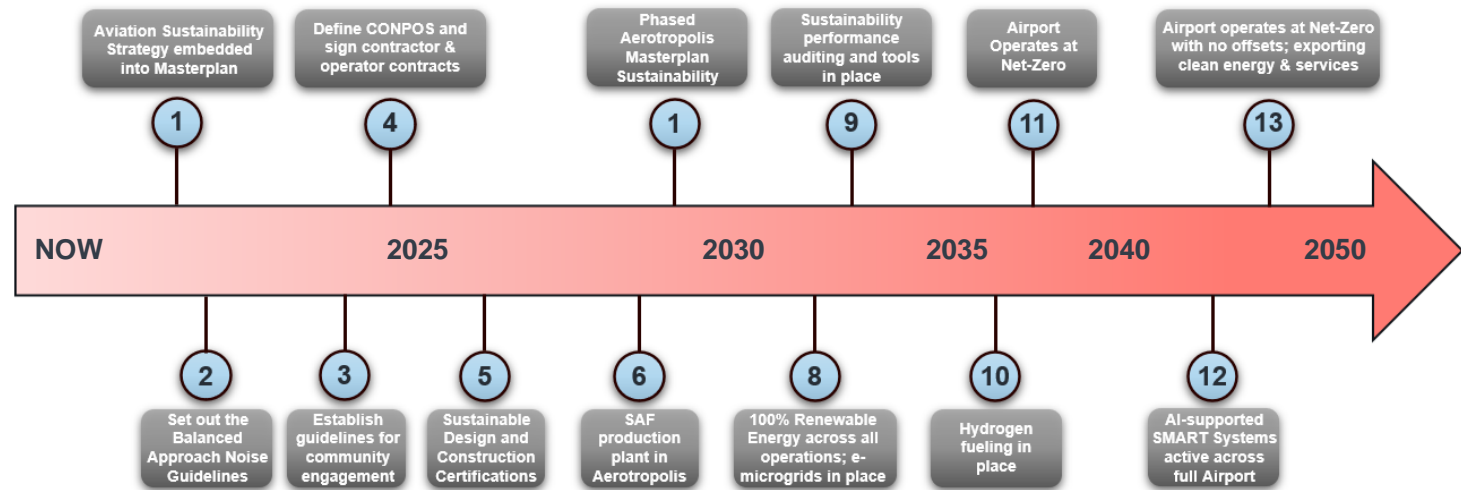 Aviation Sustainability
Strategy embedded
into Masterplan
Define CONPOS and
sign contractor &
operator contracts
Phased
Aerotropolis
Masterplan
Sustainability
Sustainability
performance
auditing and tools
in place
Airport
Operates at
Net-Zero
Airport operates at Net-Zero
with no offsets; exporting
clean energy & services
1
4
1
9
11
13
NOW
2025
2030
2035
2040
2050
2
3
5
6
8
10
12
Set out the
Balanced
Approach Noise
Guidelines
Establish
guidelines for
community
engagement
Sustainable
Design and
Construction
Certifications
SAF
production
plant in
Aerotropolis
100% Renewable
Energy across all
operations; e-
microgrids in place
Hydrogen
fueling in
place
AI-supported
SMART Systems
active across
full Airport